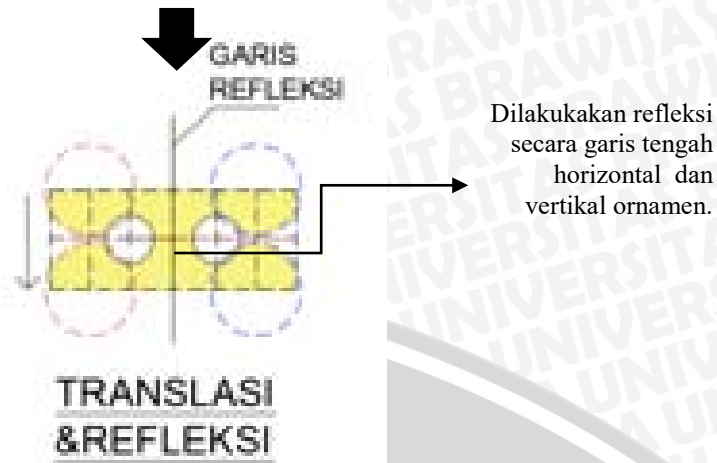 GARIS
REFLEKSI
Dilakukakan refleksi
secara garis tengah
horizontal dan
vertikal ornamen.
TRANSLASI
&REFLEKSI